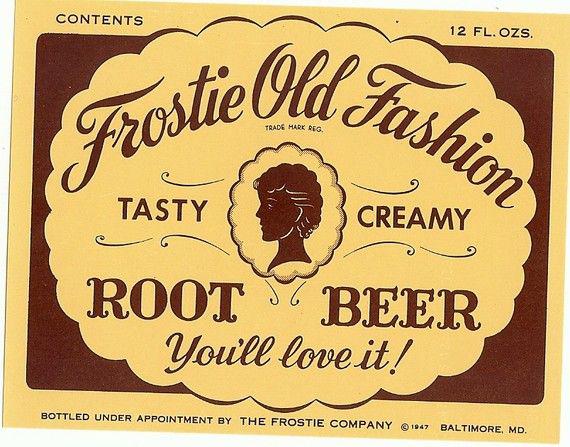 CONTENTS 12 FL. OZS.
Frostie Old Fashion
TRADE MARK REG.
TASTY CREAMY
ROOT BEER
You'll love it!
BOTTLED UNDER APPOINTMENT BY THE FROSTIE COMPANY © 1947 BALTIMORE, MD.